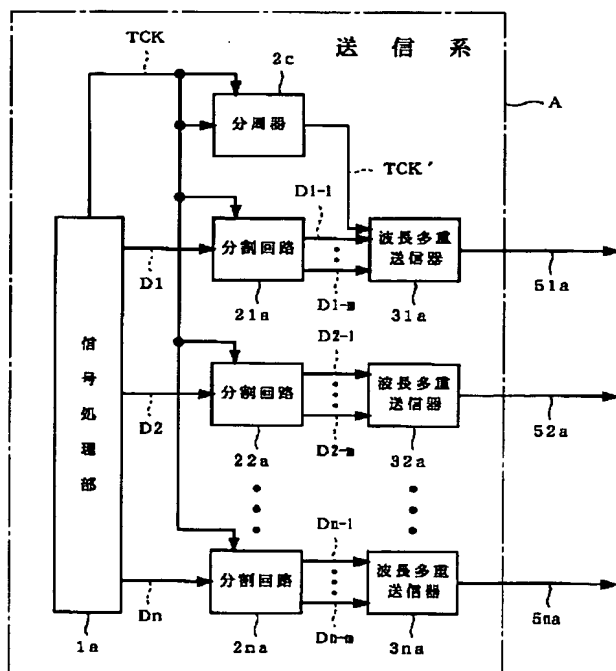 TCK
2c
送信系
A
分周器
TCK'
D1-1
分割回路
波長多重
送信器
D1
21a
D1-m
31a
51a
信号処理部
D2-1
分割回路
波長多重
送信器
D2
22a
D2-m
32a
52a
Dn-1
分割回路
波長多重
送信器
Dn
1a
2na
Dn-m
3na
5na